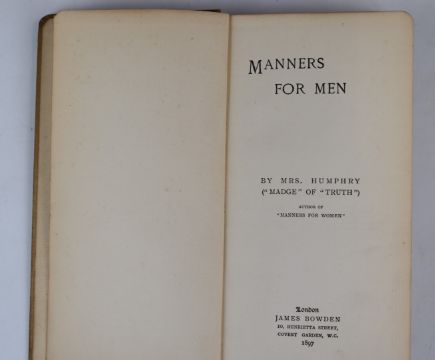 MANNERS
FOR MEN
BY MRS. HUMPHRY
("MADGE" OF "TRUTH")
AUTHOR OF
"MANNERS FOR WOMEN"
London
JAMES BOWDEN
10, HENRIETTA STREET,
COVENT GARDEN, W.C.
1897